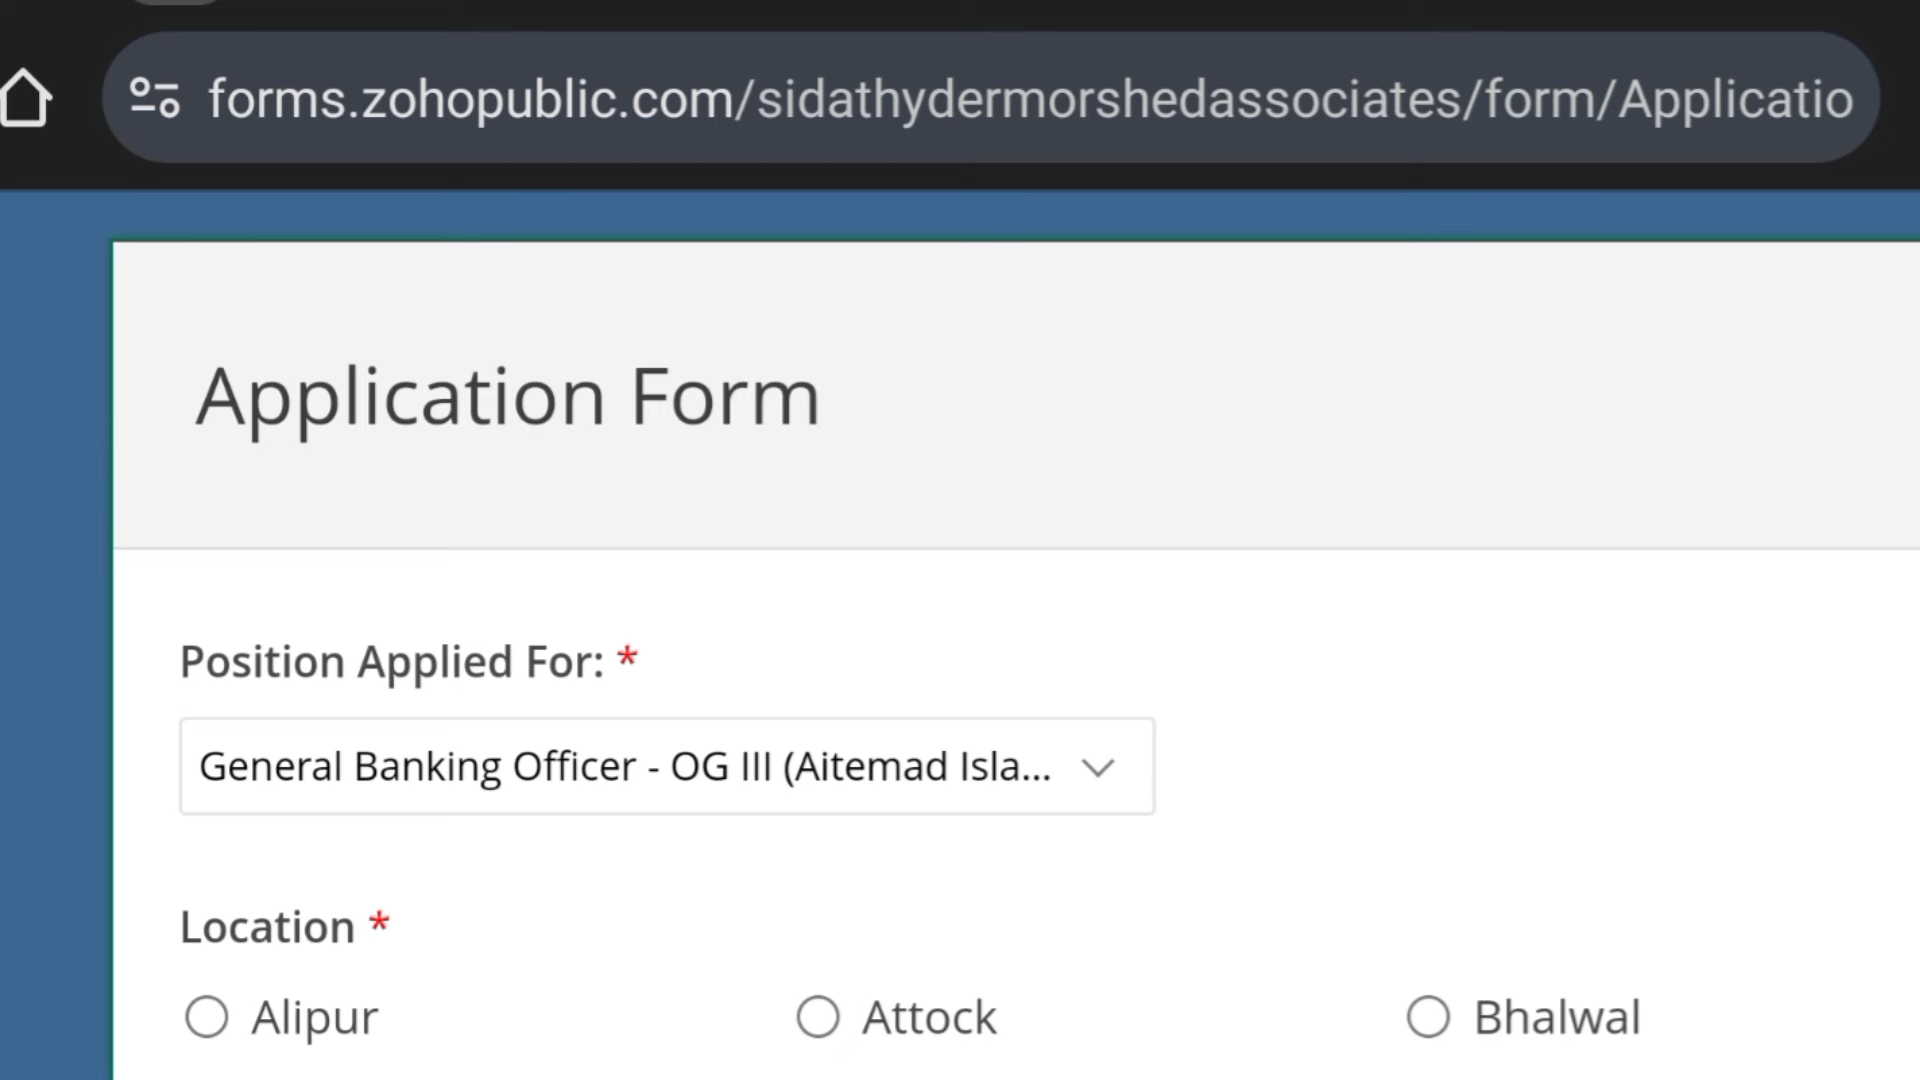 forms.zohopublic.com/sidathydermorshedassociates/form/Applicatio
Application Form
Position Applied For: *
General Banking Officer - OG III (Aitemad Isla...
Location *
Alipur
Attock
Bhalwal